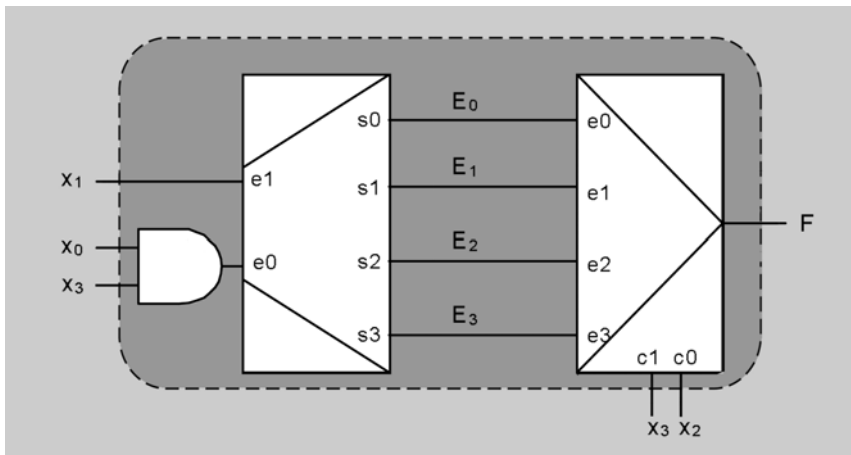 s0 E₀ e0
x₁ e1 s1 E₁ e1
x₀ F
e0 s2 E₂ e2
x₃
s3 E₃ e3
c1 c0
x₃ x₂